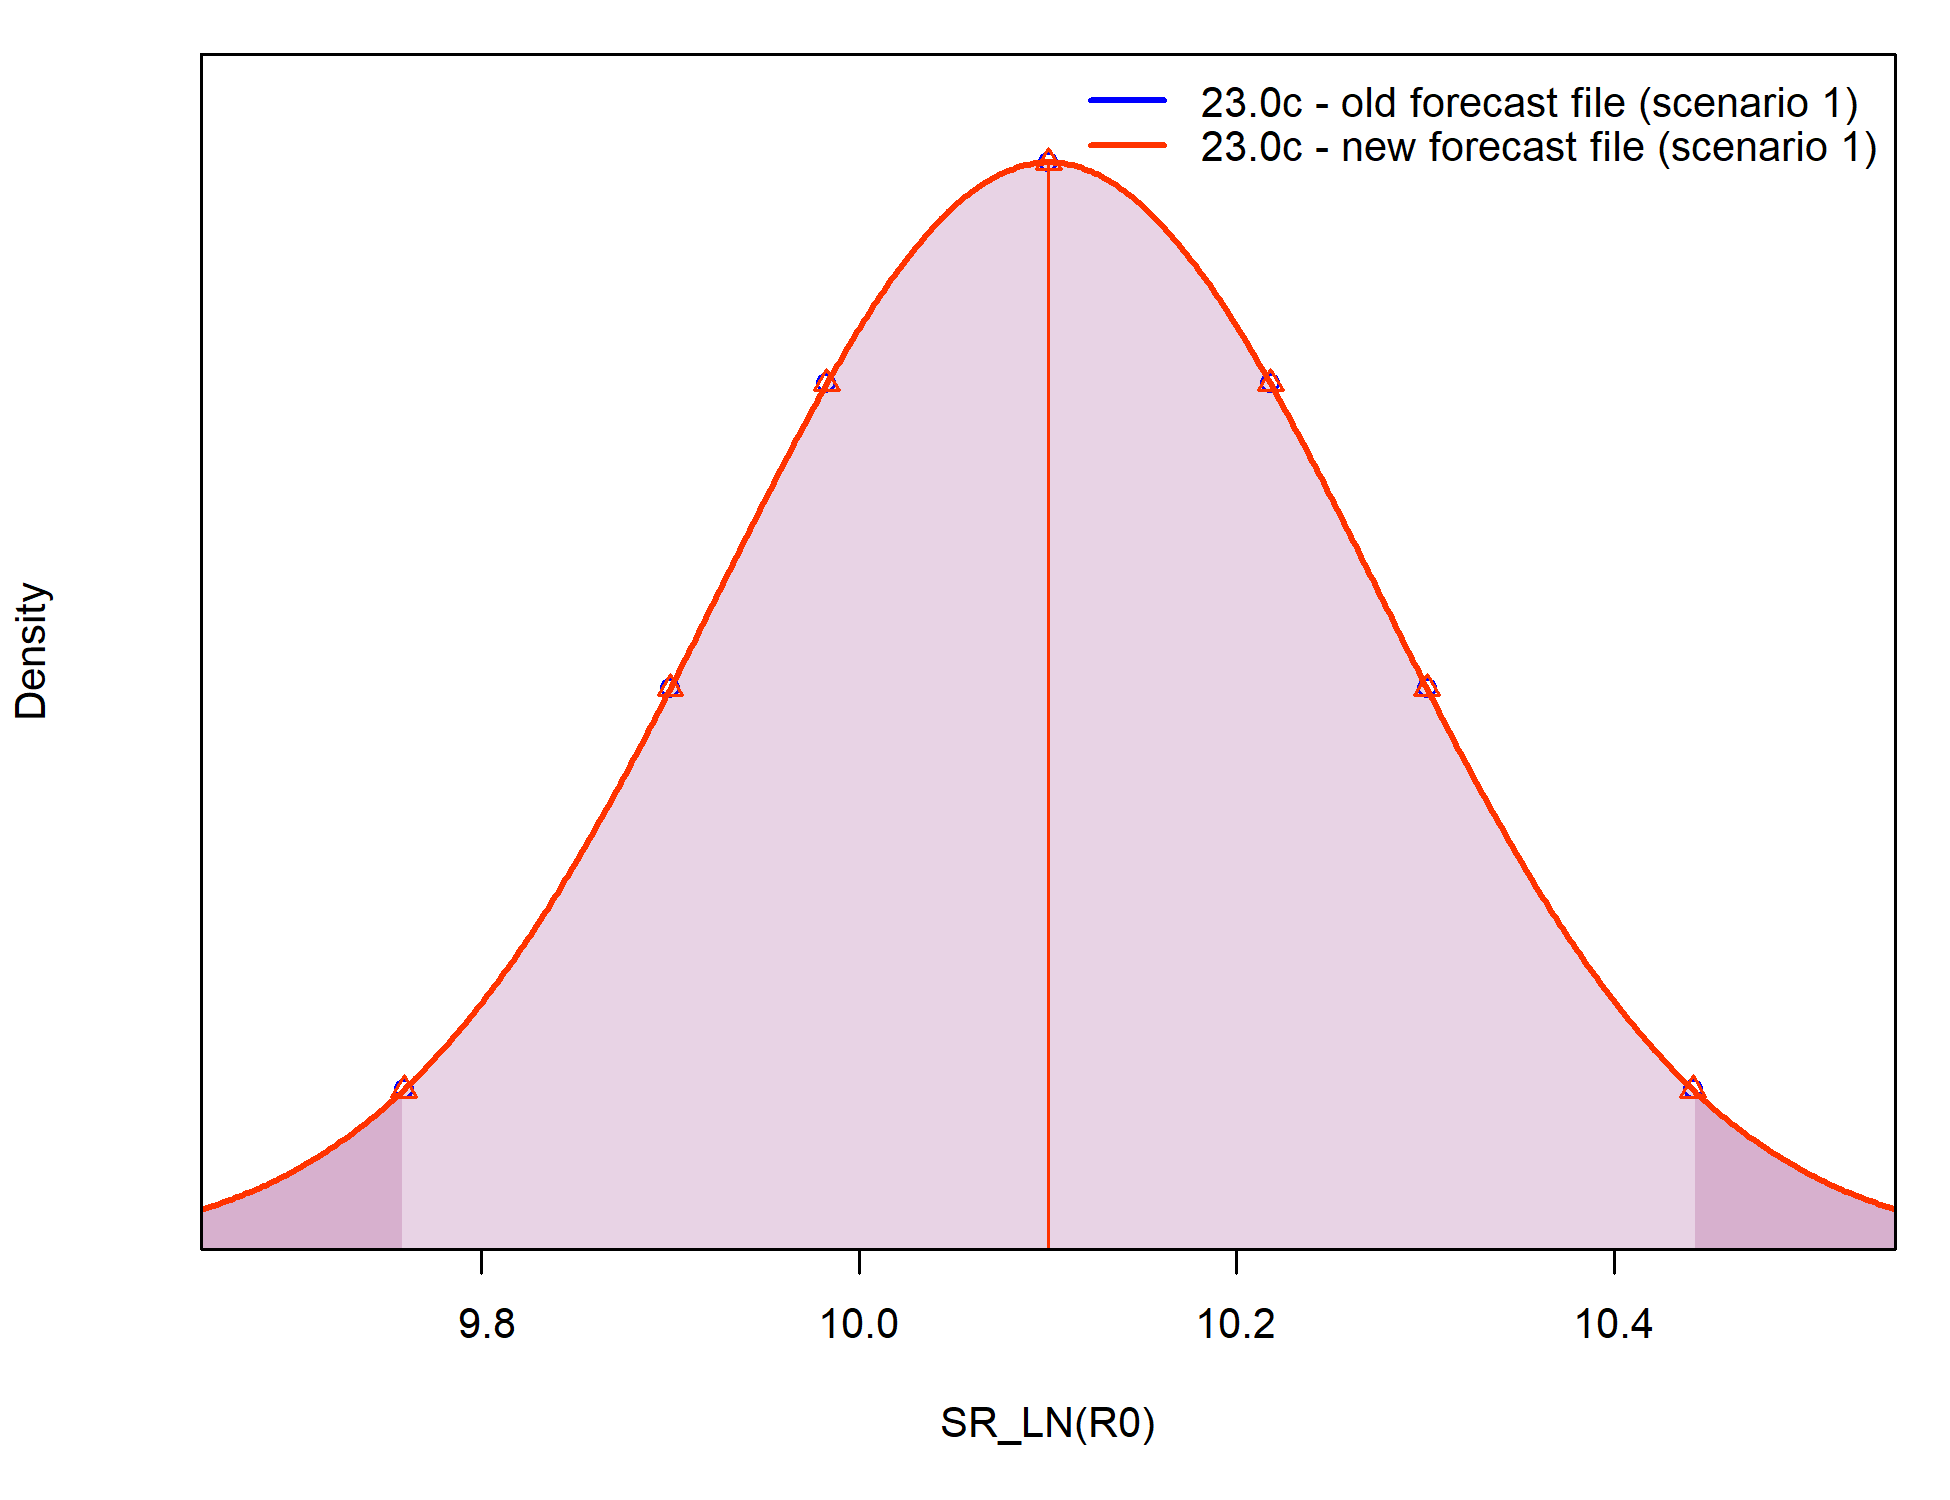 23.0c - old forecast file (scenario 1)
23.0c - new forecast file (scenario 1)
Density
9.8
10.0
10.2
10.4
SR_LN(R0)